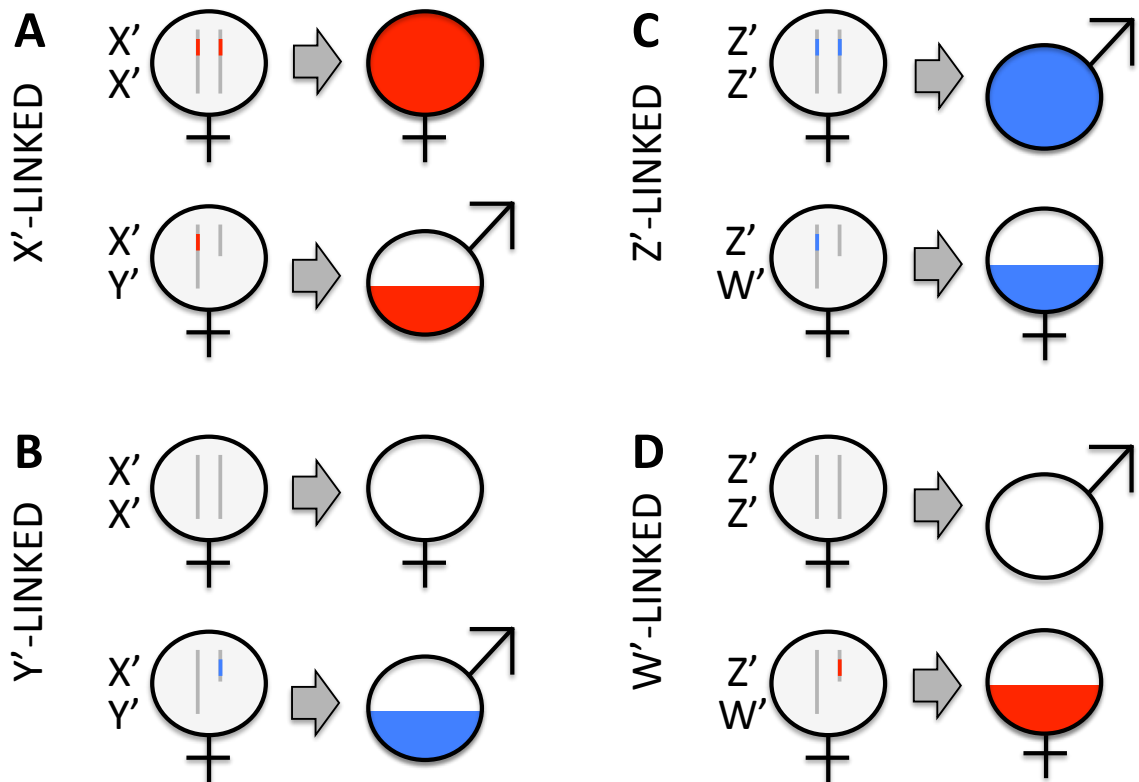 A
X'-LINKED
X'
X'
X'
Y'
B
Y'-LINKED
X'
X'
X'
Y'
C
Z'-LINKED
Z'
Z'
Z'
W'
D
W'-LINKED
Z'
Z'
Z'
W'